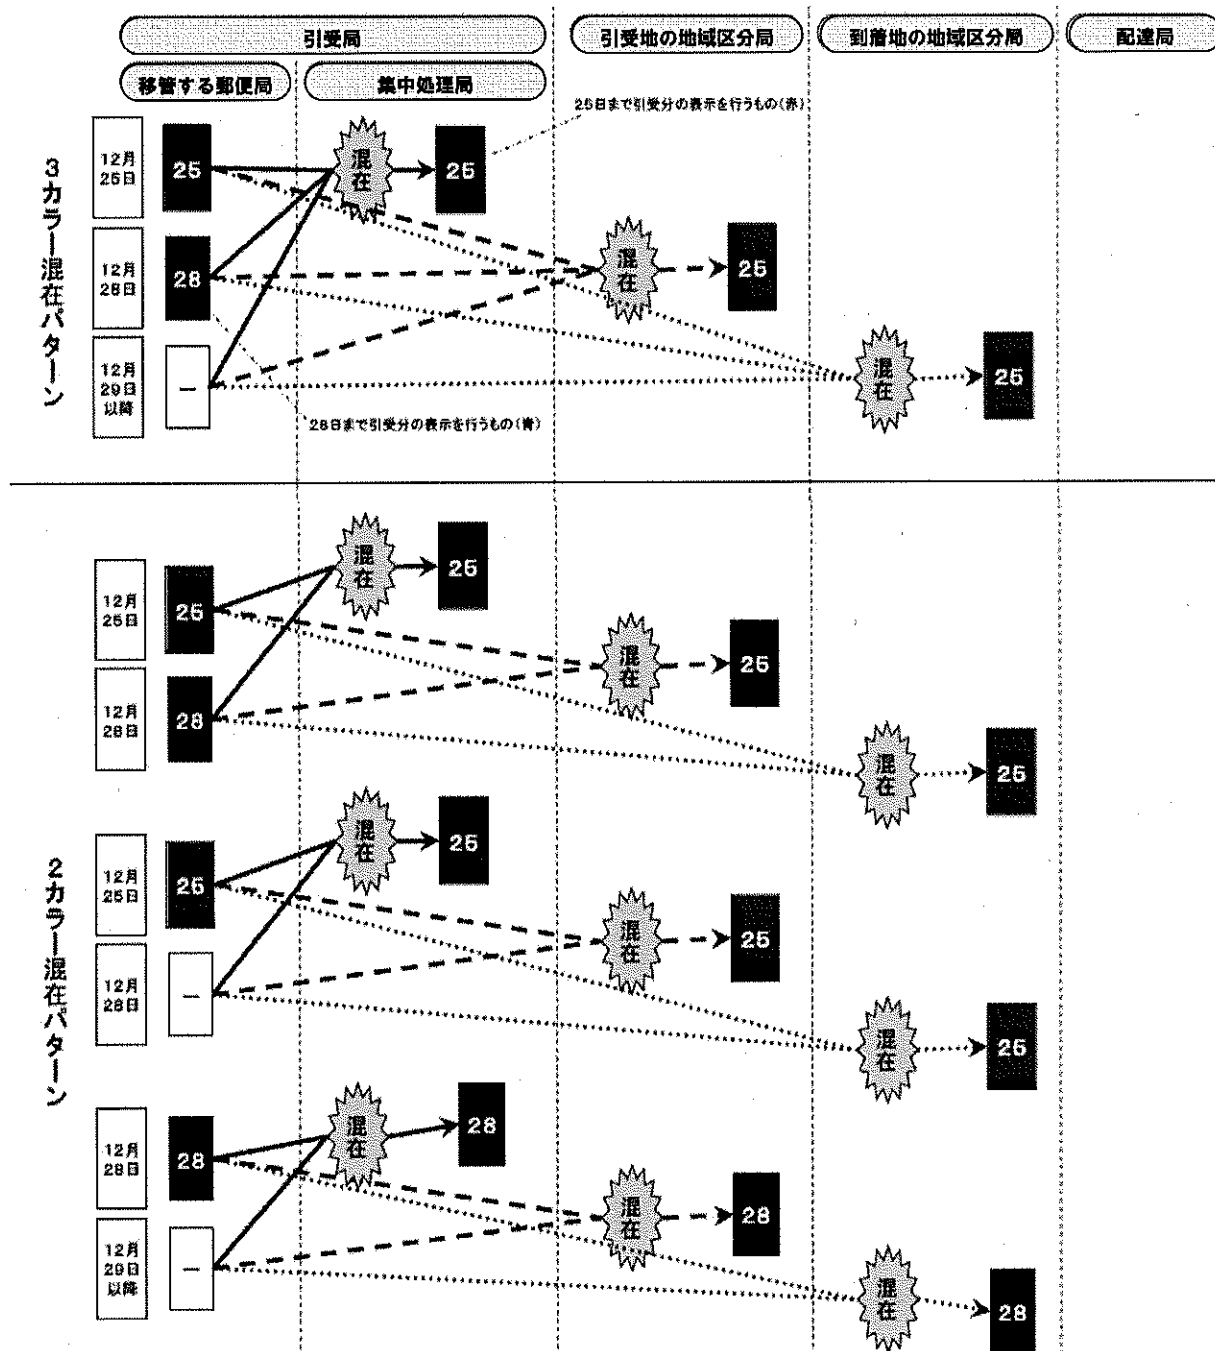 引受局
引受地の地域区分局
到着地の地域区分局
配達局
移管する郵便局
集中処理局
25日まで引受分の表示を行うもの(赤)
3カラー混在パターン
12月
25日
25
混在
25
12月
28日
28
混在
25
12月
29日
以降
ー
混在
25
28日まで引受分の表示を行うもの(青)
2カラー混在パターン
混在
25
12月
25日
25
混在
25
12月
28日
28
混在
25
混在
25
12月
25日
25
混在
25
12月
28日
ー
混在
25
混在
28
12月
28日
28
混在
28
12月
29日
以降
ー
混在
28